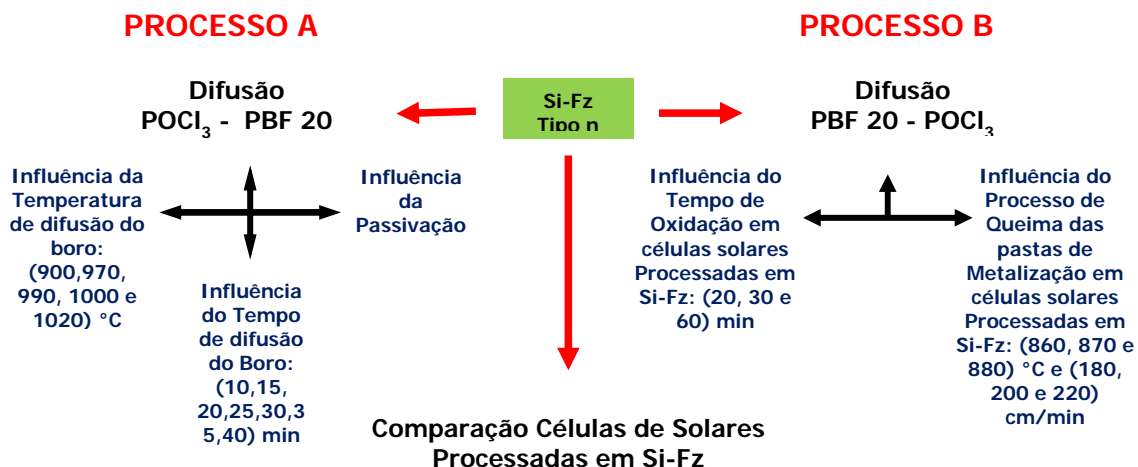 PROCESSO A
PROCESSO B
Difusão
POCl₃ - PBF 20
Si-Fz
Tipo n
Difusão
PBF 20 - POCl₃
Influência da
Temperatura
de difusão do
boro:
(900,970,
990, 1000 e
1020) °C
Influência
do Tempo
de difusão
do Boro:
(10,15,
20,25,30,3
5,40) min
Influência
da
Passivação
Influência do
Tempo de
Oxidação em
células solares
Processadas em
Si-Fz: (20, 30 e
60) min
Influência do
Processo de
Queima das
pastas de
Metalização em
células solares
Processadas em
Si-Fz: (860, 870 e
880) °C e (180,
200 e 220)
cm/min
Comparação Células de Solares
Processadas em Si-Fz